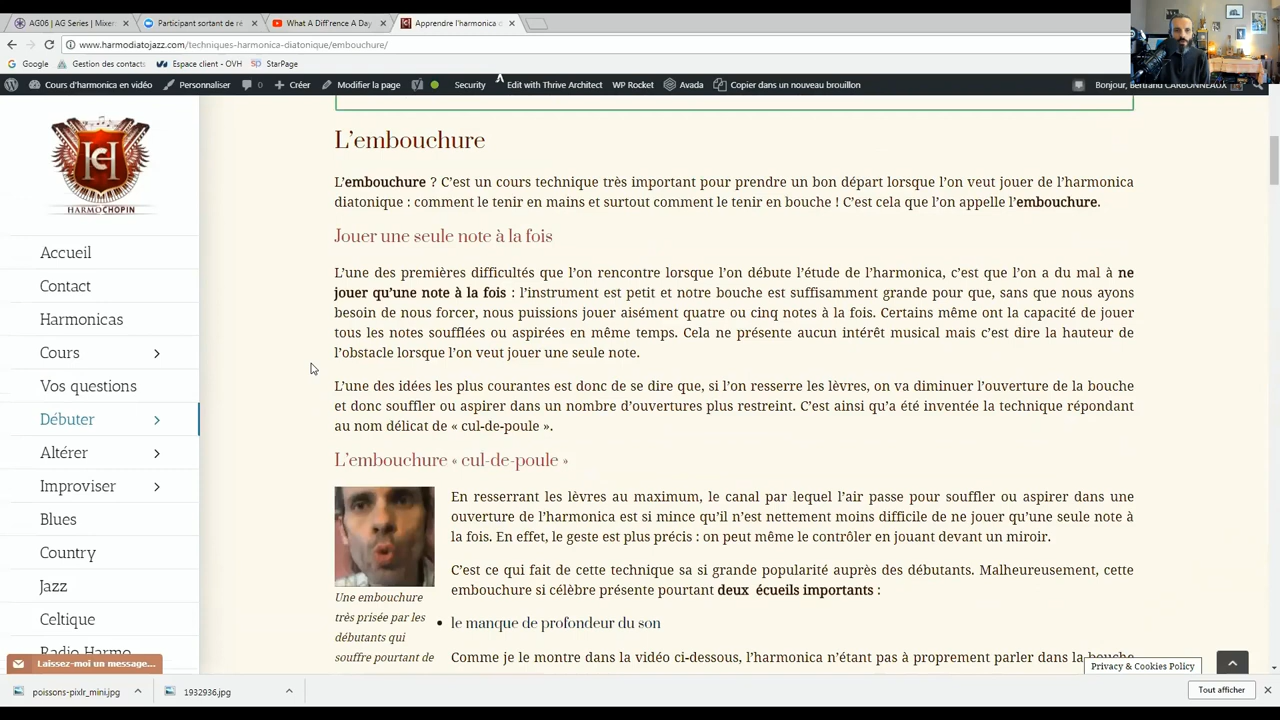 AG06 | AG Series | Mixer
Participant sortant de ré
What A Diff'rence A Day
Apprendre l'harmonica d
www.harmodiatojazz.com/techniques-harmonica-diatonique/embouchure/
Google
Gestion des contacts
Espace client - OVH
StarPage
Cours d'harmonica en vidéo
Personnaliser
0
Créer
Modifier la page
Security
Edit with Thrive Architect
WP Rocket
Avada
Copier dans un nouveau brouillon
Bonjour, Bertrand CARBONNEAUX
HC
HARMOCHOPIN
Accueil
Contact
Harmonicas
Cours
Vos questions
Débuter
Altérer
Improviser
Blues
Country
Jazz
Celtique
Radio Harmo
Laissez-moi un message...
L'embouchure
L'embouchure ? C'est un cours technique très important pour prendre un bon départ lorsque l'on veut jouer de l'harmonica
diatonique : comment le tenir en mains et surtout comment le tenir en bouche ! C'est cela que l'on appelle l'embouchure.
Jouer une seule note à la fois
L'une des premières difficultés que l'on rencontre lorsque l'on débute l'étude de l'harmonica, c'est que l'on a du mal à ne
jouer qu'une note à la fois : l'instrument est petit et notre bouche est suffisamment grande pour que, sans que nous ayons
besoin de nous forcer, nous puissions jouer aisément quatre ou cinq notes à la fois. Certains même ont la capacité de jouer
tous les notes soufflées ou aspirées en même temps. Cela ne présente aucun intérêt musical mais c'est dire la hauteur de
l'obstacle lorsque l'on veut jouer une seule note.
L'une des idées les plus courantes est donc de se dire que, si l'on resserre les lèvres, on va diminuer l'ouverture de la bouche
et donc souffler ou aspirer dans un nombre d'ouvertures plus restreint. C'est ainsi qu'a été inventée la technique répondant
au nom délicat de « cul-de-poule ».
L'embouchure « cul-de-poule »
En resserrant les lèvres au maximum, le canal par lequel l'air passe pour souffler ou aspirer dans une
ouverture de l'harmonica est si mince qu'il n'est nettement moins difficile de ne jouer qu'une seule note à
la fois. En effet, le geste est plus précis : on peut même le contrôler en jouant devant un miroir.
C'est ce qui fait de cette technique sa si grande popularité auprès des débutants. Malheureusement, cette
embouchure si célèbre présente pourtant deux écueils importants :
Une embouchure
très prisée par les
débutants qui
souffre pourtant de
• le manque de profondeur du son
Comme je le montre dans la vidéo ci-dessous, l'harmonica n'étant pas à proprement parler dans la bouche
Privacy & Cookies Policy
poissons-pixlr_mini.jpg
1932936.jpg
Tout afficher